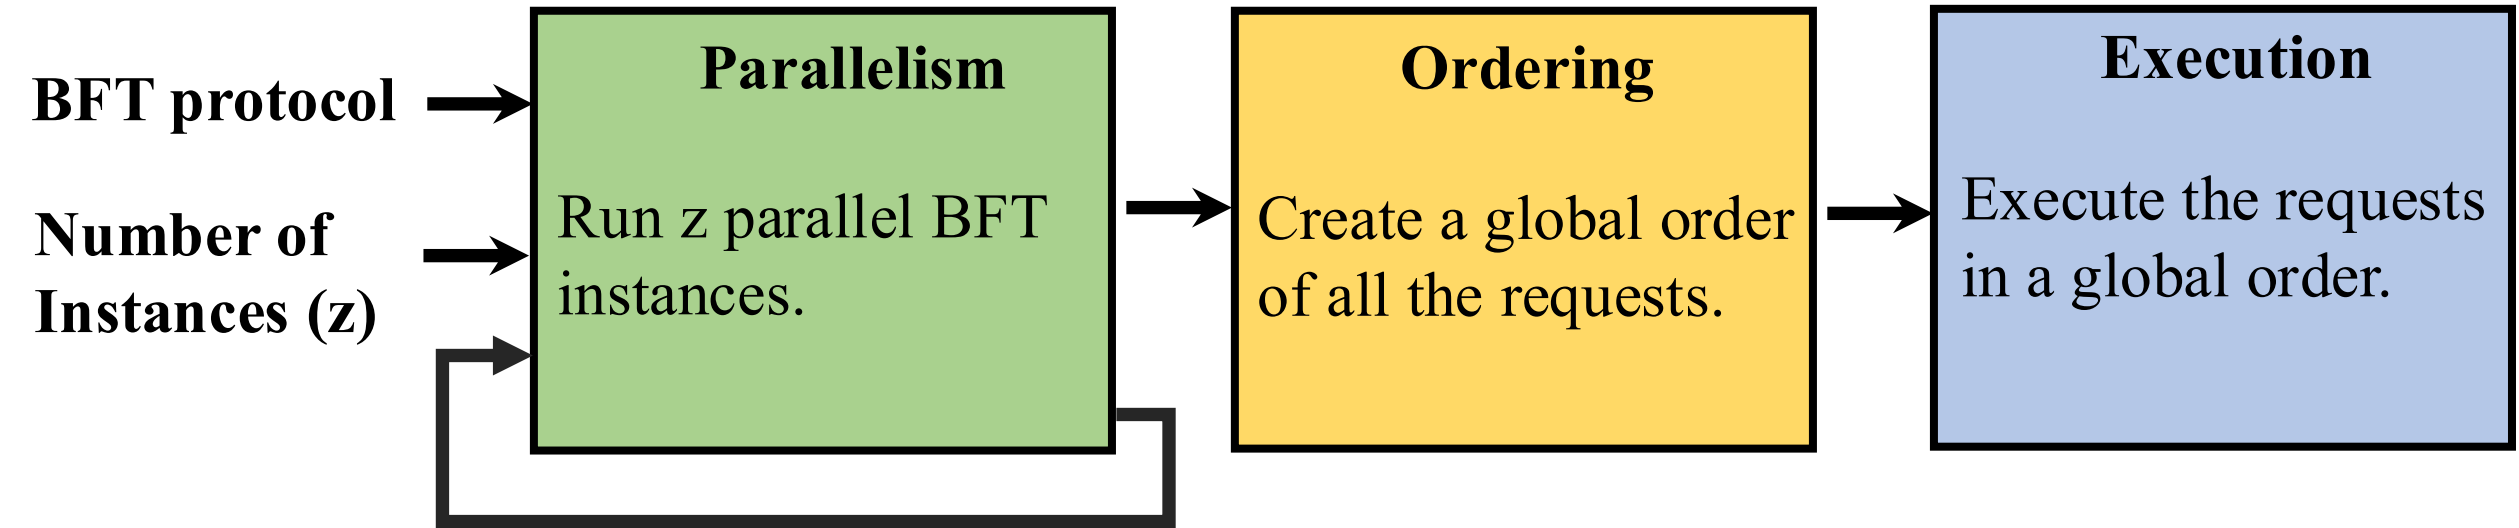 BFT protocol
Number of
Instances (z)
Parallelism
Run z parallel BFT
instances.
Ordering
Create a global order
of all the requests.
Execution
Execute the requests
in a global order.